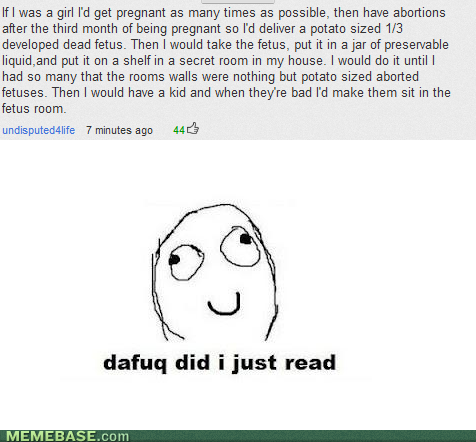 If I was a girl I'd get pregnant as many times as possible, then have abortions
after the third month of being pregnant so I'd deliver a potato sized 1/3
developed dead fetus. Then I would take the fetus, put it in a jar of preservable
liquid,and put it on a shelf in a secret room in my house. I would do it until I
had so many that the rooms walls were nothing but potato sized aborted
fetuses. Then I would have a kid and when they're bad I'd make them sit in the
fetus room.
undisputed4life 7 minutes ago 44
dafuq did i just read
MEMEBASE.com